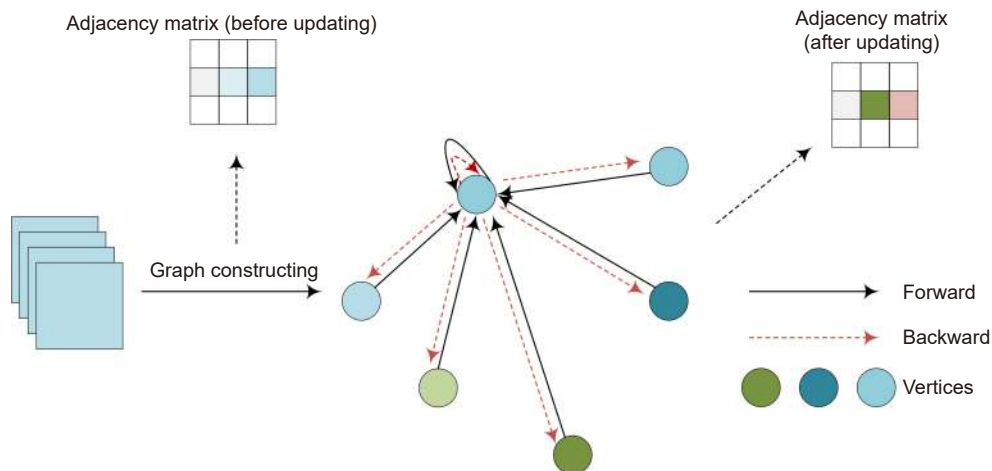 Adjacency matrix (before updating)
Adjacency matrix
(after updating)
Graph constructing
Forward
Backward
Vertices